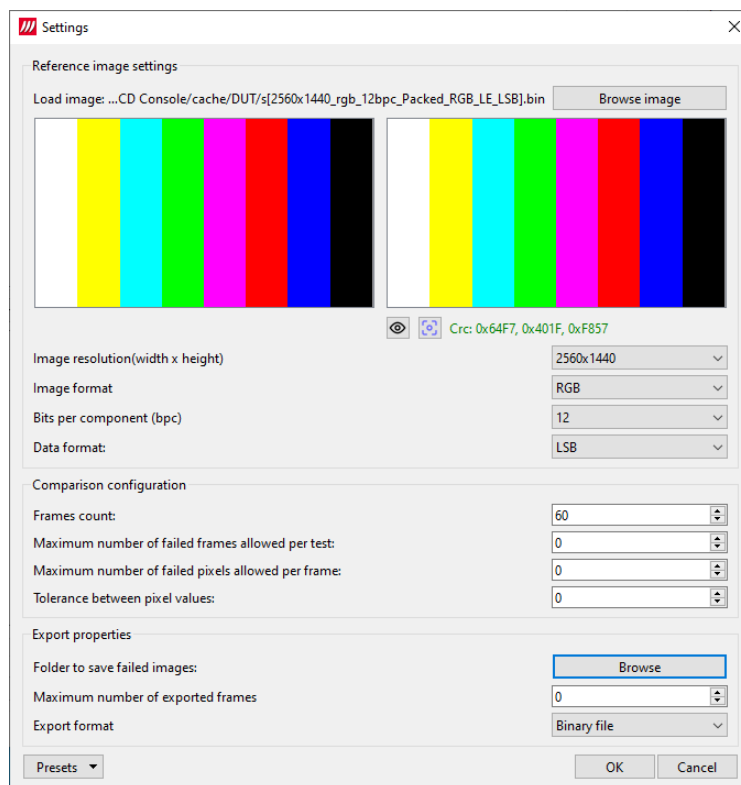 Settings
Reference image settings
Load image: ...CD Console/cache/DUT/s[2560x1440_rgb_12bpc_Packed_RGB_LE_LSB].bin Browse image
Crc: 0x64F7, 0x401F, 0xF857
Image resolution(width x height) 2560x1440
Image format RGB
Bits per component (bpc) 12
Data format: LSB
Comparison configuration
Frames count: 60
Maximum number of failed frames allowed per test: 0
Maximum number of failed pixels allowed per frame: 0
Tolerance between pixel values: 0
Export properties
Folder to save failed images: Browse
Maximum number of exported frames 0
Export format Binary file
Presets OK Cancel